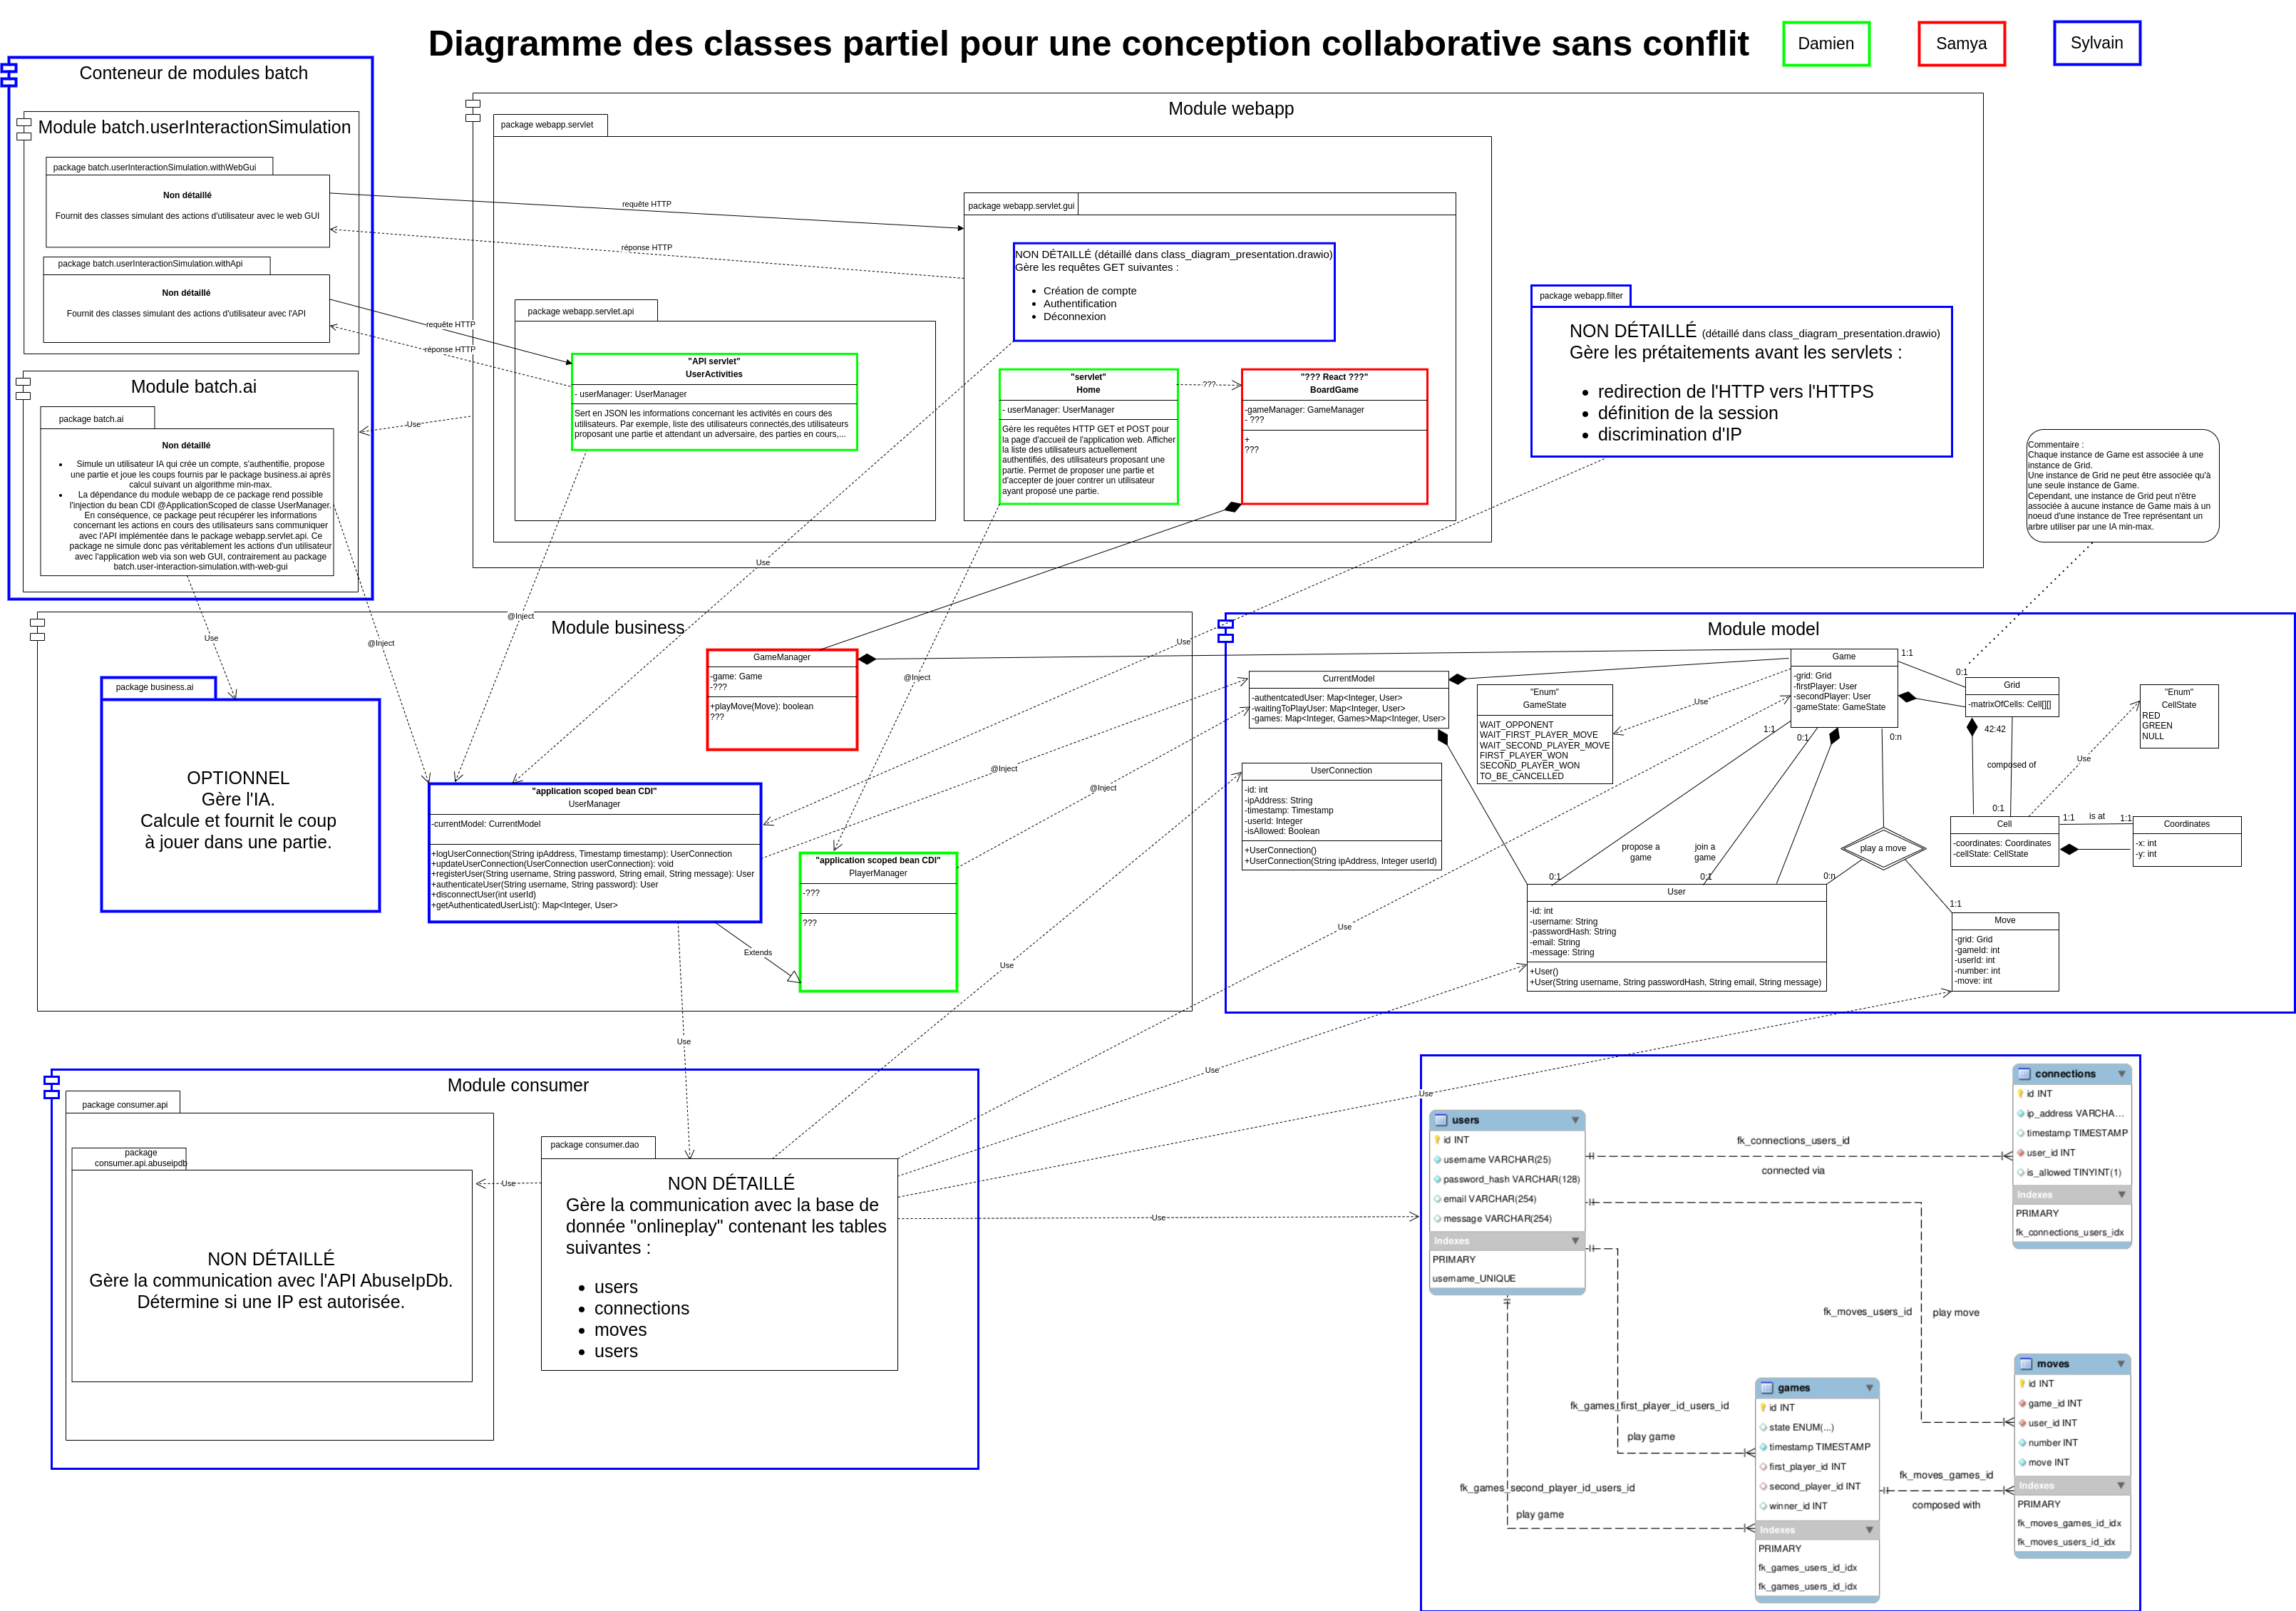 Diagramme des classes partiel pour une conception collaborative sans conflit
Damien
Samya
Sylvain
Conteneur de modules batch
Module batch.userInteractionSimulation
package batch.userInteractionSimulation.withWebGui
Non détaillé
Fournit des classes simulant des actions d'utilisateur avec le web GUI
package batch.userInteractionSimulation.withApi
Non détaillé
Fournit des classes simulant des actions d'utilisateur avec l'API
Module batch.ai
package batch.ai
Non détaillé
• Simule un utilisateur IA qui crée un compte, s'authentifie, propose
une partie et joue les coups fournis par le package business.ai après
calcul suivant un algorithme min-max.
• La dépendance du module webapp de ce package rend possible
l'injection du bean CDI @ApplicationScoped de classe UserManager.
En conséquence, ce package peut récupérer les informations
concernant les actions en cours des utilisateurs sans communiquer
avec l'API implémentée dans le package webapp.servlet.api. Ce
package ne simule donc pas véritablement les actions d'un utilisateur
avec l'application web via son web GUI, contrairement au package
batch.user-interaction-simulation.with-web-gui
Module webapp
package webapp.servlet
requête HTTP
réponse HTTP
requête HTTP
réponse HTTP
Use
package webapp.servlet.api
"API servlet"
UserActivities
- userManager: UserManager
Sert en JSON les informations concernant les activités en cours des
utilisateurs. Par exemple, liste des utilisateurs connectés,des utilisateurs
proposant une partie et attendant un adversaire, des parties en cours,...
package webapp.servlet.gui
NON DÉTAILLÉ (détaillé dans class_diagram_presentation.drawio)
Gère les requêtes GET suivantes :
• Création de compte
• Authentification
• Déconnexion
"servlet"
Home
- userManager: UserManager
Gère les requêtes HTTP GET et POST pour
la page d'accueil de l'application web. Afficher
la liste des utilisateurs actuellement
authentifiés, des utilisateurs proposant une
partie. Permet de proposer une partie et
d'accepter de jouer contrer un utilisateur
ayant proposé une partie.
???
"??? React ???"
BoardGame
-gameManager: GameManager
- ???
+
???
package webapp.filter
NON DÉTAILLÉ (détaillé dans class_diagram_presentation.drawio)
Gère les prétaitements avant les servlets :
• redirection de l'HTTP vers l'HTTPS
• définition de la session
• discrimination d'IP
Commentaire :
Chaque instance de Game est associée à une
instance de Grid.
Une instance de Grid ne peut être associée qu'à
une seule instance de Game.
Cependant, une instance de Grid peut n'être
associée à aucune instance de Game mais à un
noeud d'une instance de Tree représentant un
arbre utiliser par une IA min-max.
Use
@Inject
@Inject
Use
@Inject
Use
Module business
package business.ai
OPTIONNEL
Gère l'IA.
Calcule et fournit le coup
à jouer dans une partie.
GameManager
-game: Game
-???
+playMove(Move): boolean
???
"application scoped bean CDI"
UserManager
-currentModel: CurrentModel
+logUserConnection(String ipAddress, Timestamp timestamp): UserConnection
+updateUserConnection(UserConnection userConnection): void
+registerUser(String username, String password, String email, String message): User
+authenticateUser(String username, String password): User
+disconnectUser(int userId)
+getAuthenticatedUserList(): Map<Integer, User>
"application scoped bean CDI"
PlayerManager
-???
???
Extends
@Inject
@Inject
Use
Use
Use
Use
Use
Module model
CurrentModel
-authentcatedUser: Map<Integer, User>
-waitingToPlayUser: Map<Integer, User>
-games: Map<Integer, Games>Map<Integer, User>
"Enum"
GameState
WAIT_OPPONENT
WAIT_FIRST_PLAYER_MOVE
WAIT_SECOND_PLAYER_MOVE
FIRST_PLAYER_WON
SECOND_PLAYER_WON
TO_BE_CANCELLED
UserConnection
-id: int
-ipAddress: String
-timestamp: Timestamp
-userId: Integer
-isAllowed: Boolean
+UserConnection()
+UserConnection(String ipAddress, Integer userId)
Use
Game
-grid: Grid
-firstPlayer: User
-secondPlayer: User
-gameState: GameState
1:1
0:1
Grid
-matrixOfCells: Cell[][]
"Enum"
CellState
RED
GREEN
NULL
1:1
0:1
0:n
42:42
composed of
Use
0:1
Cell
-coordinates: Coordinates
-cellState: CellState
1:1
is at
1:1
Coordinates
-x: int
-y: int
propose a
game
join a
game
play a move
0:1
0:1
0:n
1:1
User
-id: int
-username: String
-passwordHash: String
-email: String
-message: String
+User()
+User(String username, String passwordHash, String email, String message)
Move
-grid: Grid
-gameId: int
-userId: int
-number: int
-move: int
Module consumer
package consumer.api
package
consumer.api.abuseipdb
NON DÉTAILLÉ
Gère la communication avec l'API AbuseIpDb.
Détermine si une IP est autorisée.
Use
package consumer.dao
NON DÉTAILLÉ
Gère la communication avec la base de
donnée "onlineplay" contenant les tables
suivantes :
• users
• connections
• moves
• users
Use
users
id INT
username VARCHAR(25)
password_hash VARCHAR(128)
email VARCHAR(254)
message VARCHAR(254)
Indexes
PRIMARY
username_UNIQUE
fk_connections_users_id
connected via
connections
id INT
ip_address VARCHA...
timestamp TIMESTAMP
user_id INT
is_allowed TINYINT(1)
Indexes
PRIMARY
fk_connections_users_idx
fk_moves_users_id
play move
fk_games_first_player_id_users_id
play game
fk_games_second_player_id_users_id
play game
games
id INT
state ENUM(...)
timestamp TIMESTAMP
first_player_id INT
second_player_id INT
winner_id INT
Indexes
PRIMARY
fk_games_users_id_idx
fk_games_users_id_idx
fk_moves_games_id
composed with
moves
id INT
game_id INT
user_id INT
number INT
move INT
Indexes
PRIMARY
fk_moves_games_id_idx
fk_moves_users_id_idx